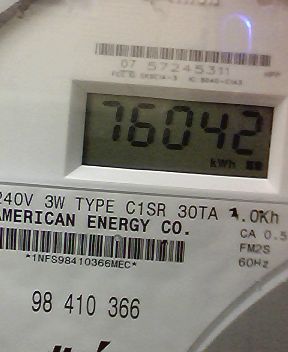 07 57245311
76042
kWh
240V 3W TYPE C1SR 30TA 1.0Kh
AMERICAN ENERGY CO.
CA 0.5
FM2S
60Hz
*1NFS98410366MEC*
98 410 366